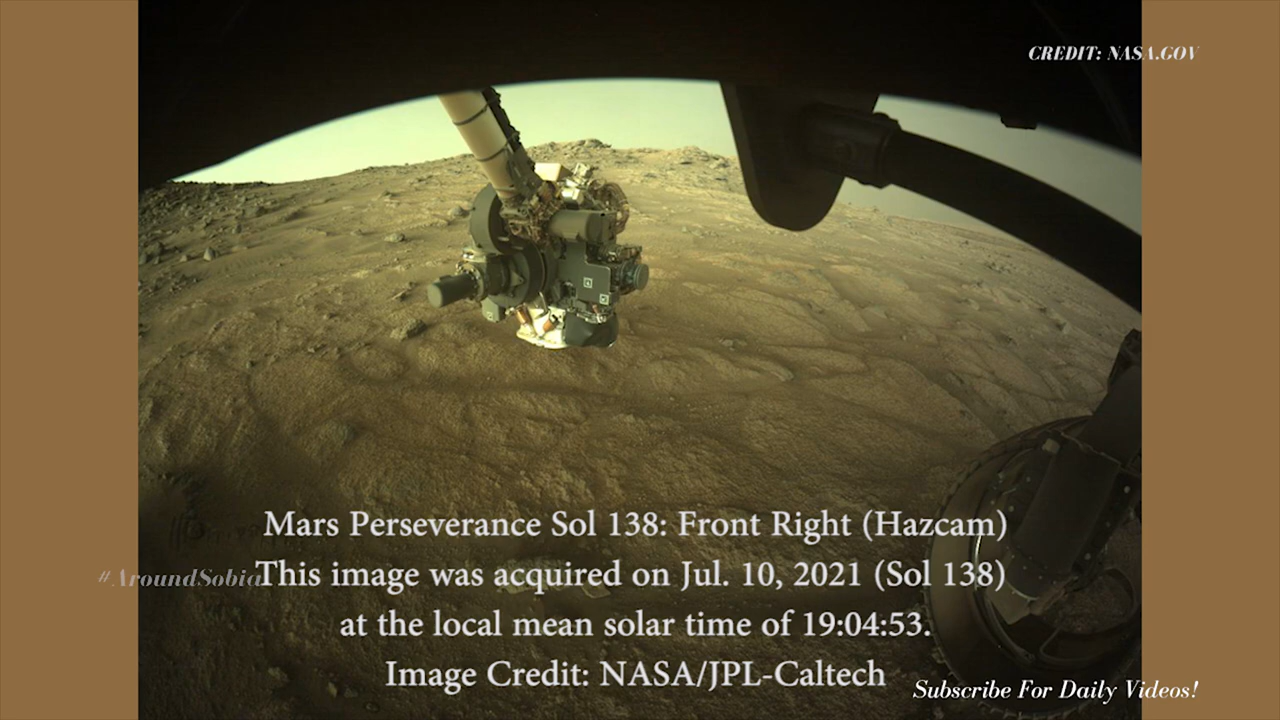 CREDIT: NASA.GOV
Mars Perseverance Sol 138: Front Right (Hazcam)
#AroundSobia
This image was acquired on Jul. 10, 2021 (Sol 138)
at the local mean solar time of 19:04:53.
Image Credit: NASA/JPL-Caltech
Subscribe For Daily Videos!